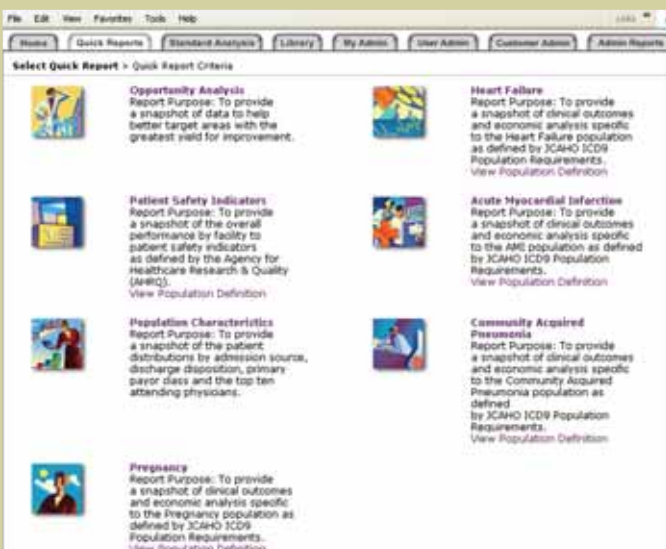 File Edit View Favorites Tools Help
Home Quick Reports Standard Analysis Library My Admin User Admin Customer Admin Admin Reports
Select Quick Report > Quick Report Criteria
Opportunity Analysis
Report Purpose: To provide
a snapshot of data to help
better target areas with the
greatest yield for improvement.
Patient Safety Indicators
Report Purpose: To provide
a snapshot of the overall
performance by facility to
patient safety indicators
as defined by the Agency for
Healthcare Research & Quality
(AHRQ).
View Population Definition
Population Characteristics
Report Purpose: To provide
a snapshot of the patient
distributions by admission source,
discharge disposition, primary
payor class and the top ten
attending physicians.
Pregnancy
Report Purpose: To provide
a snapshot of clinical outcomes
and economic analysis specific
to the Pregnancy population as
defined by JCAHO ICD9
Population Requirements.
View Population Definition
Heart Failure
Report Purpose: To provide
a snapshot of clinical outcomes
and economic analysis specific
to the Heart Failure population
as defined by JCAHO ICD9
Population Requirements.
View Population Definition
Acute Myocardial Infarction
Report Purpose: To provide
a snapshot of clinical outcomes
and economic analysis specific
to the AMI population as defined
by JCAHO ICD9 Population
Requirements.
View Population Definition
Community Acquired
Pneumonia
Report Purpose: To provide
a snapshot of clinical outcomes
and economic analysis specific
to the Community Acquired
Pneumonia population as
defined
by JCAHO ICD9 Population
Requirements.
View Population Definition